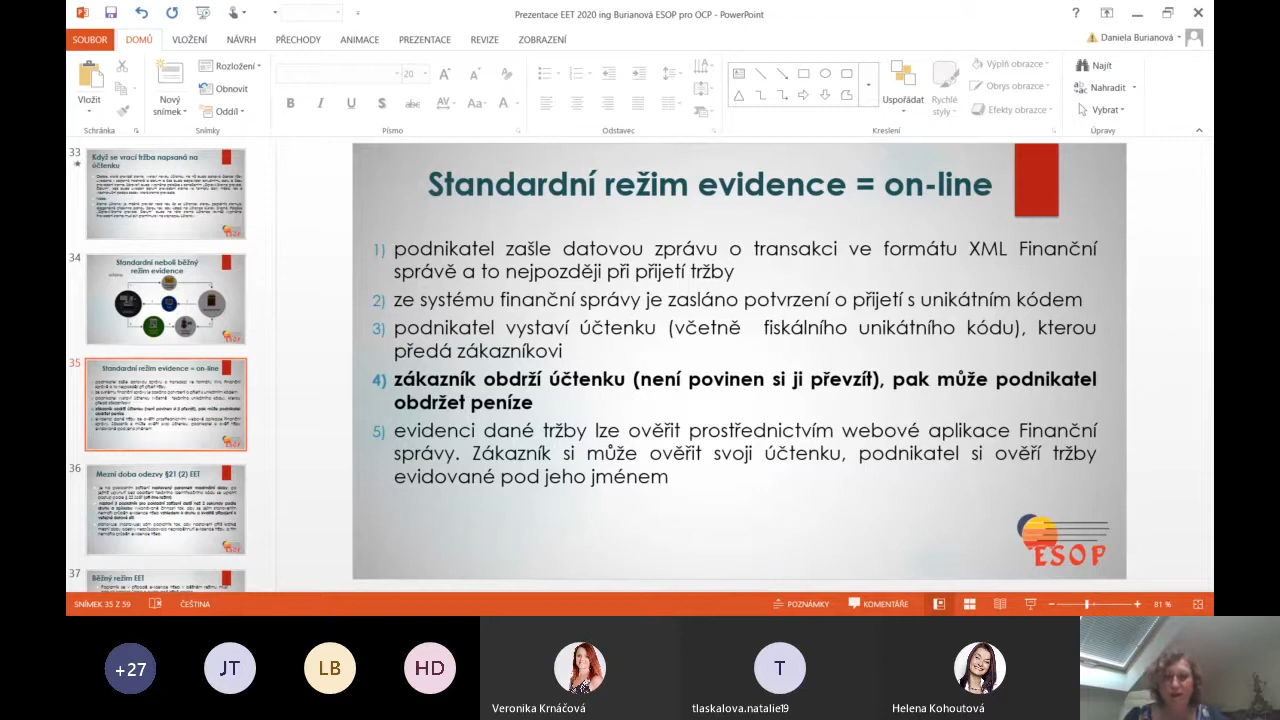 Prezentace EET 2020 ing Burianová ESOP pro OCP - PowerPoint
?
SOUBOR DOMŮ VLOŽENÍ NÁVRH PŘECHODY ANIMACE PREZENTACE REVIZE ZOBRAZENÍ
Daniela Burianová
Vložit
Schránka
Nový snímek
Rozložení
Obnovit
Oddíl
Snímky
20
Písmo
Odstavec
Uspořádat
Rychlé styly
Výplň obrazce
Obrys obrazce
Efekty obrazce
Kreslení
Najít
Nahradit
Vybrat
Úpravy
33
Když se vrací tržba napsaná na
účtenku
ESOP
34
Standardní neboli běžný
režim evidence
ESOP
35
Standardní režim evidence = on-line
ESOP
36
Mezní doba odezvy §21 (2) EET
ESOP
37
Běžný režim EET
Standardní režim evidence = on-line
1) podnikatel zašle datovou zprávu o transakci ve formátu XML Finanční
správě a to nejpozději při přijetí tržby
2) ze systému finanční správy je zasláno potvrzení o přijetí s unikátním kódem
3) podnikatel vystaví účtenku (včetně fiskálního unikátního kódu), kterou
předá zákazníkovi
4) zákazník obdrží účtenku (není povinen si ji převzít), pak může podnikatel
obdržet peníze
5) evidenci dané tržby lze ověřit prostřednictvím webové aplikace Finanční
správy. Zákazník si může ověřit svoji účtenku, podnikatel si ověří tržby
evidované pod jeho jménem
ESOP
SNÍMEK 35 Z 59 ČEŠTINA POZNÁMKY KOMENTÁŘE 81 %
+27 JT LB HD T
Veronika Krnáčová tlaskalova.natalie19 Helena Kohoutová